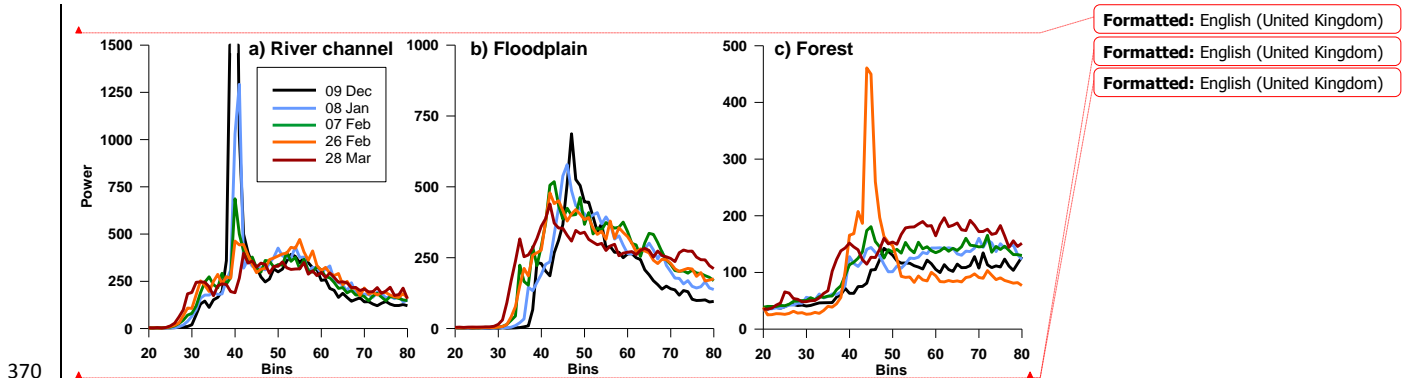 Formatted: English (United Kingdom)
Formatted: English (United Kingdom)
Formatted: English (United Kingdom)
a) River channel
1500
1250
1000
750
500
250
0
Power
09 Dec
08 Jan
07 Feb
26 Feb
28 Mar
20 30 40 50 60 70 80
Bins
b) Floodplain
1000
750
500
250
0
20 30 40 50 60 70 80
Bins
c) Forest
500
400
300
200
100
0
20 30 40 50 60 70 80
Bins
370